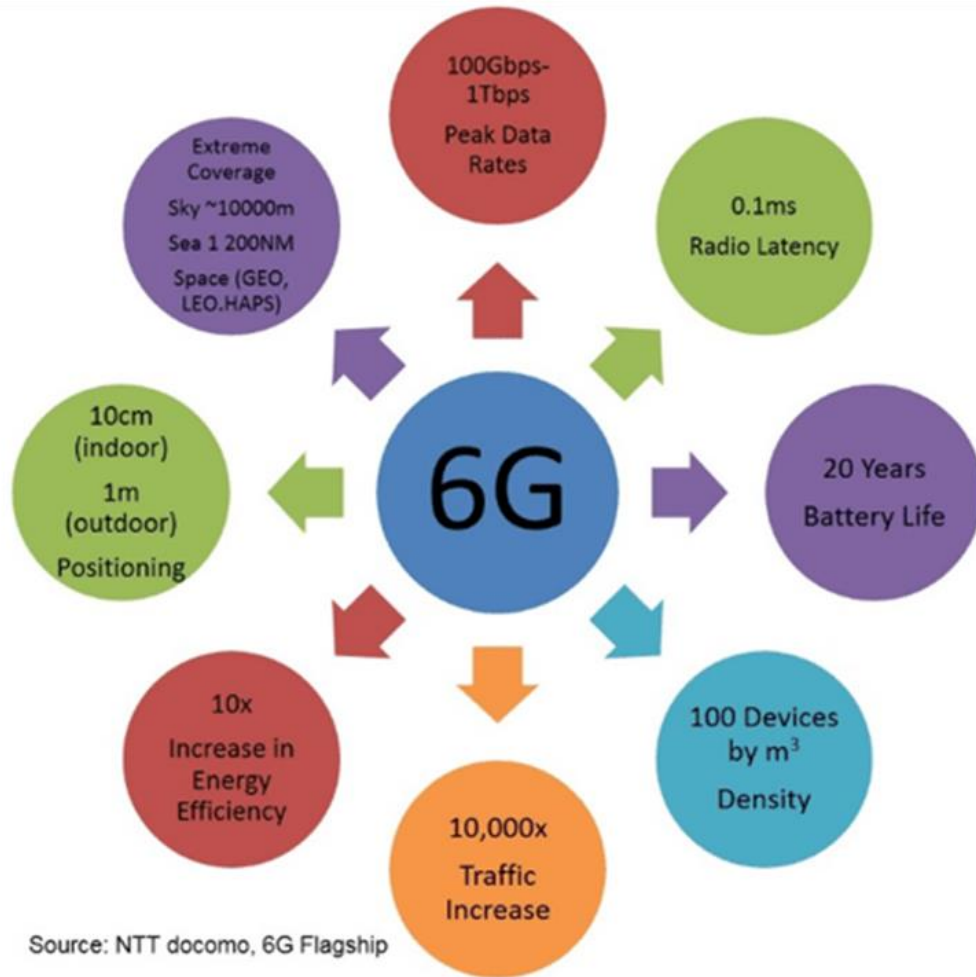 100Gbps-
1Tbps
Peak Data
Rates
0.1ms
Radio Latency
20 Years
Battery Life
100 Devices
by m³
Density
10,000x
Traffic
Increase
10x
Increase in
Energy
Efficiency
10cm
(indoor)
1m
(outdoor)
Positioning
Extreme
Coverage
Sky ~10000m
Sea 1 200NM
Space (GEO,
LEO.HAPS)
6G
Source: NTT docomo, 6G Flagship